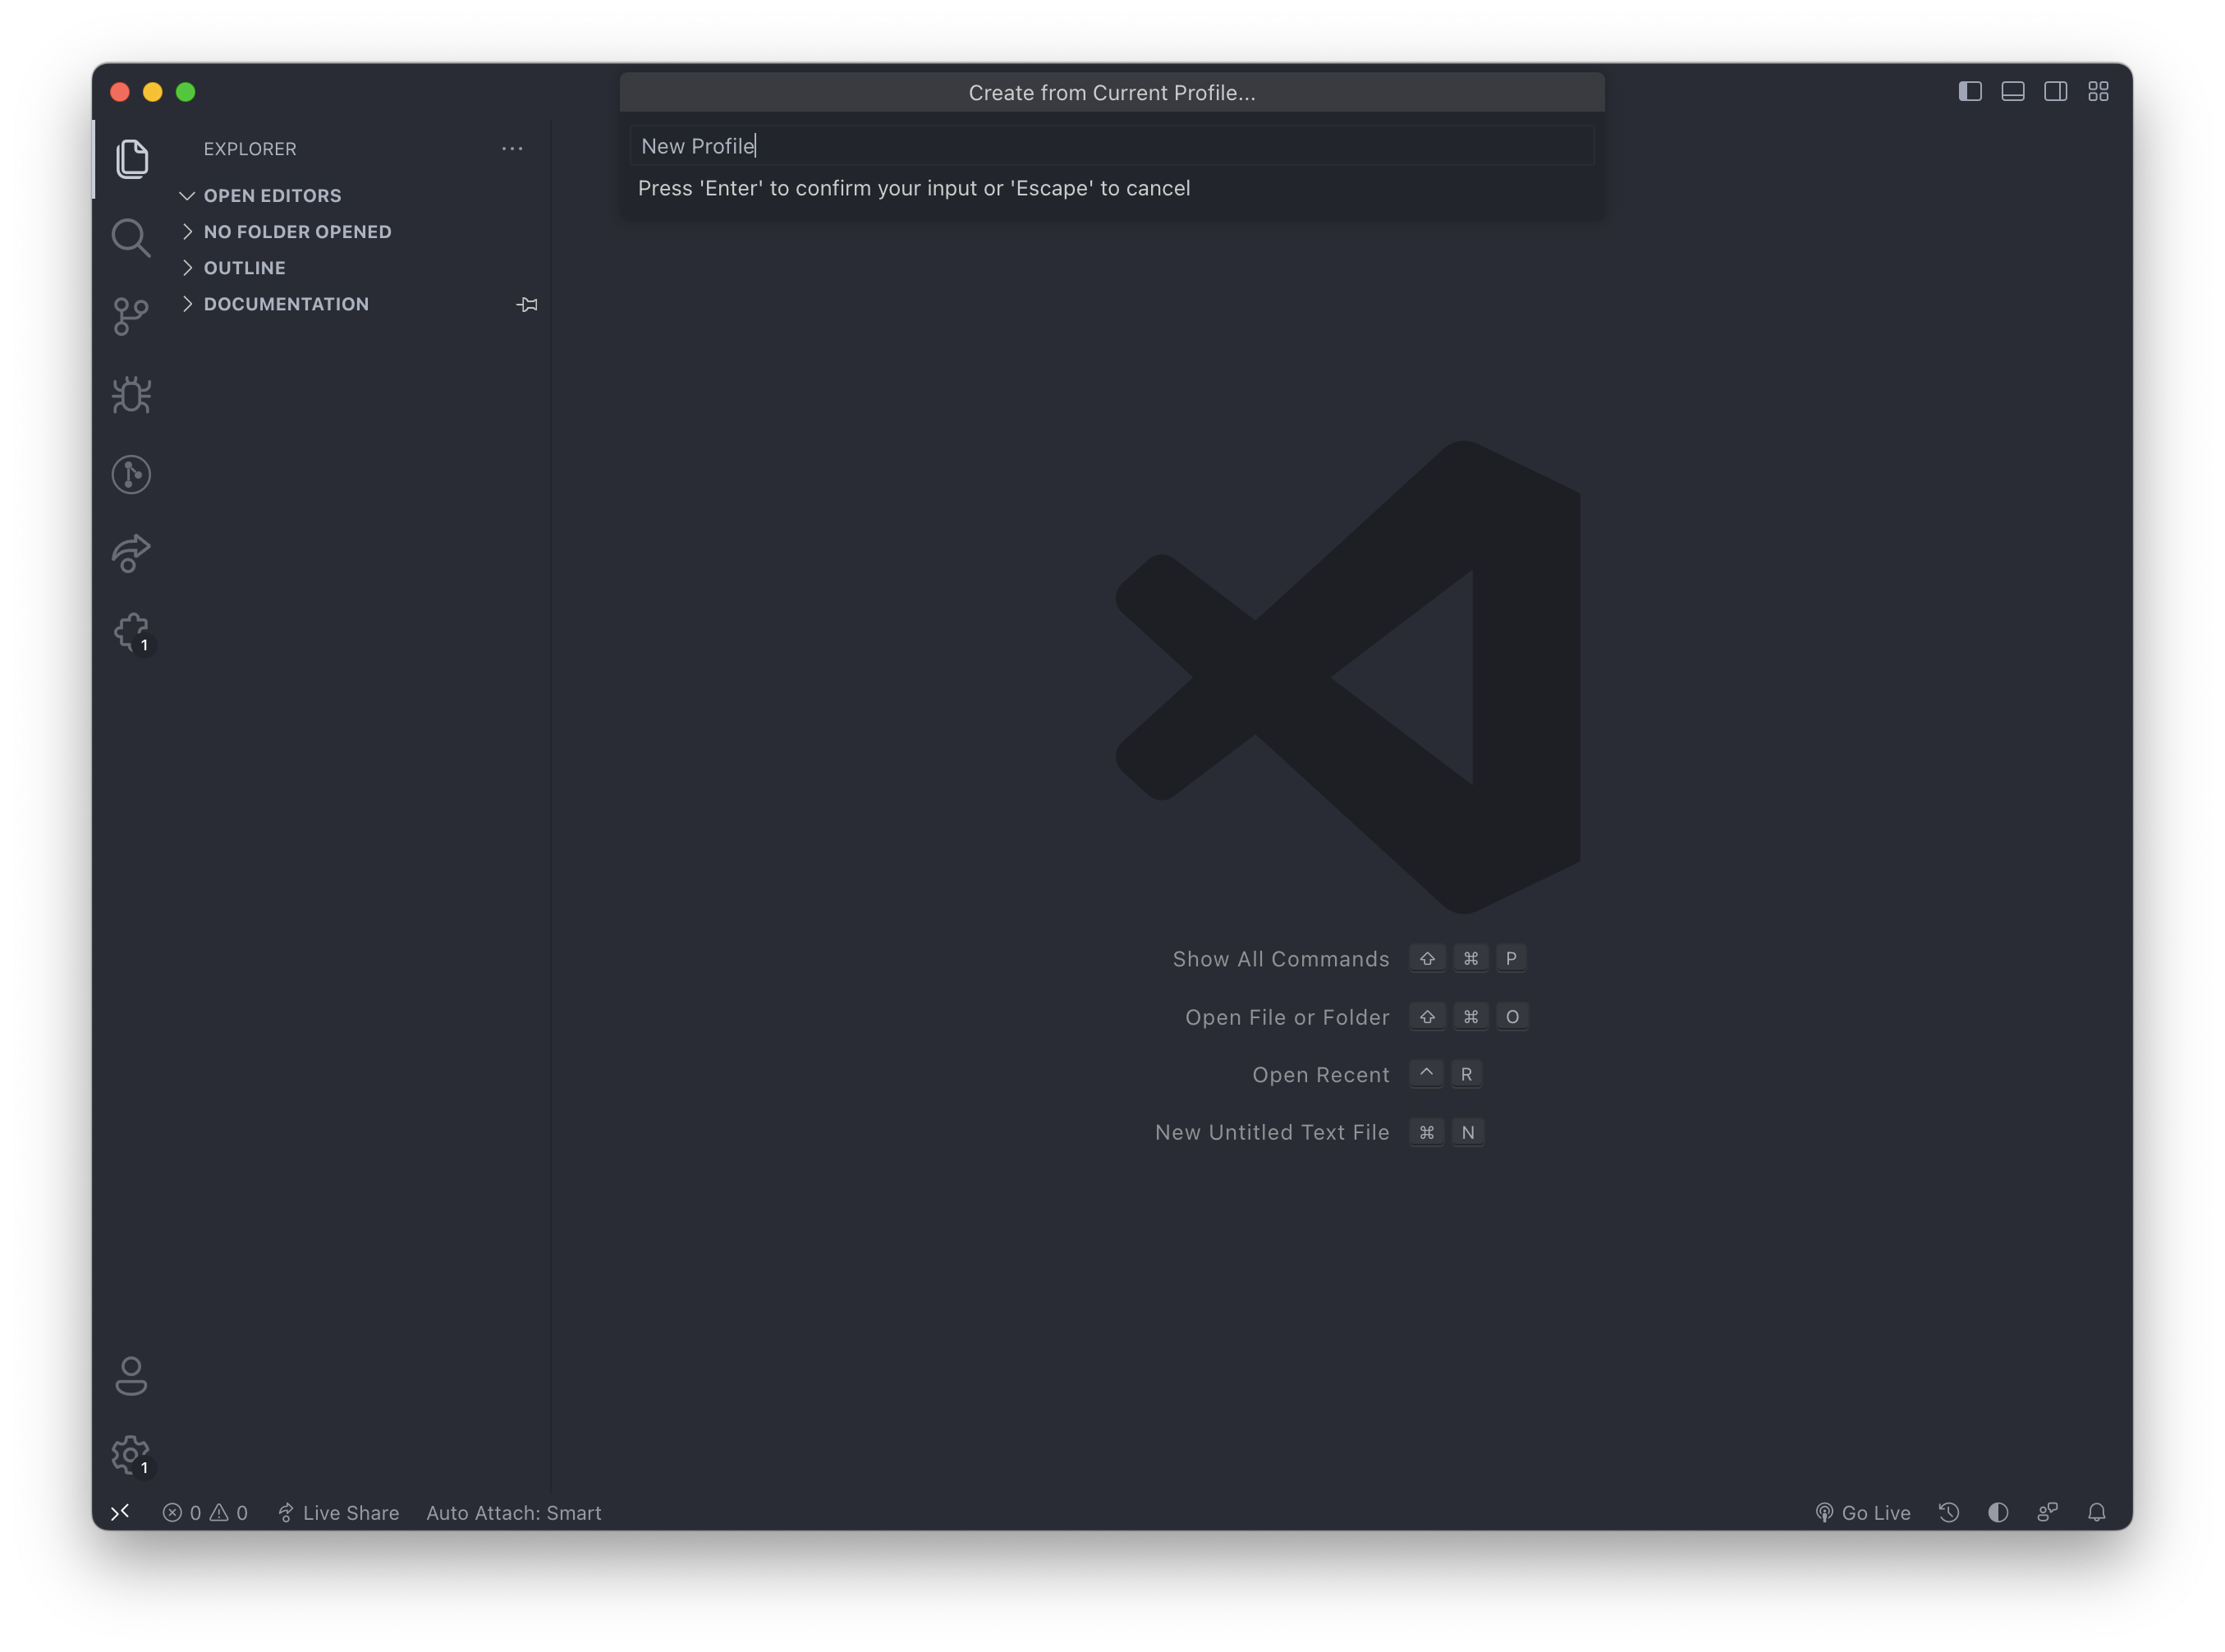 Create from Current Profile...
New Profile
Press 'Enter' to confirm your input or 'Escape' to cancel
EXPLORER
OPEN EDITORS
NO FOLDER OPENED
OUTLINE
DOCUMENTATION
1
Show All Commands ⇧ ⌘ P
Open File or Folder ⇧ ⌘ O
Open Recent ^ R
New Untitled Text File ⌘ N
1
0 0 Live Share Auto Attach: Smart Go Live